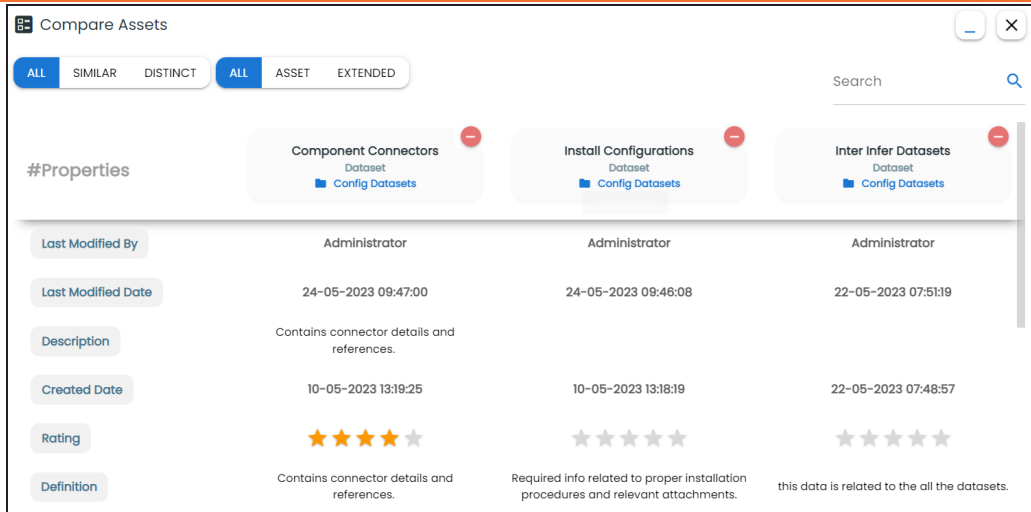 Compare Assets
ALL SIMILAR DISTINCT ALL ASSET EXTENDED
Search
#Properties
Component Connectors
Dataset
Config Datasets
Install Configurations
Dataset
Config Datasets
Inter Infer Datasets
Dataset
Config Datasets
Last Modified By Administrator Administrator Administrator
Last Modified Date 24-05-2023 09:47:00 24-05-2023 09:46:08 22-05-2023 07:51:19
Description
Contains connector details and
references.
Created Date 10-05-2023 13:19:25 10-05-2023 13:18:19 22-05-2023 07:48:57
Rating
Definition
Contains connector details and
references.
Required info related to proper installation
procedures and relevant attachments.
this data is related to the all the datasets.